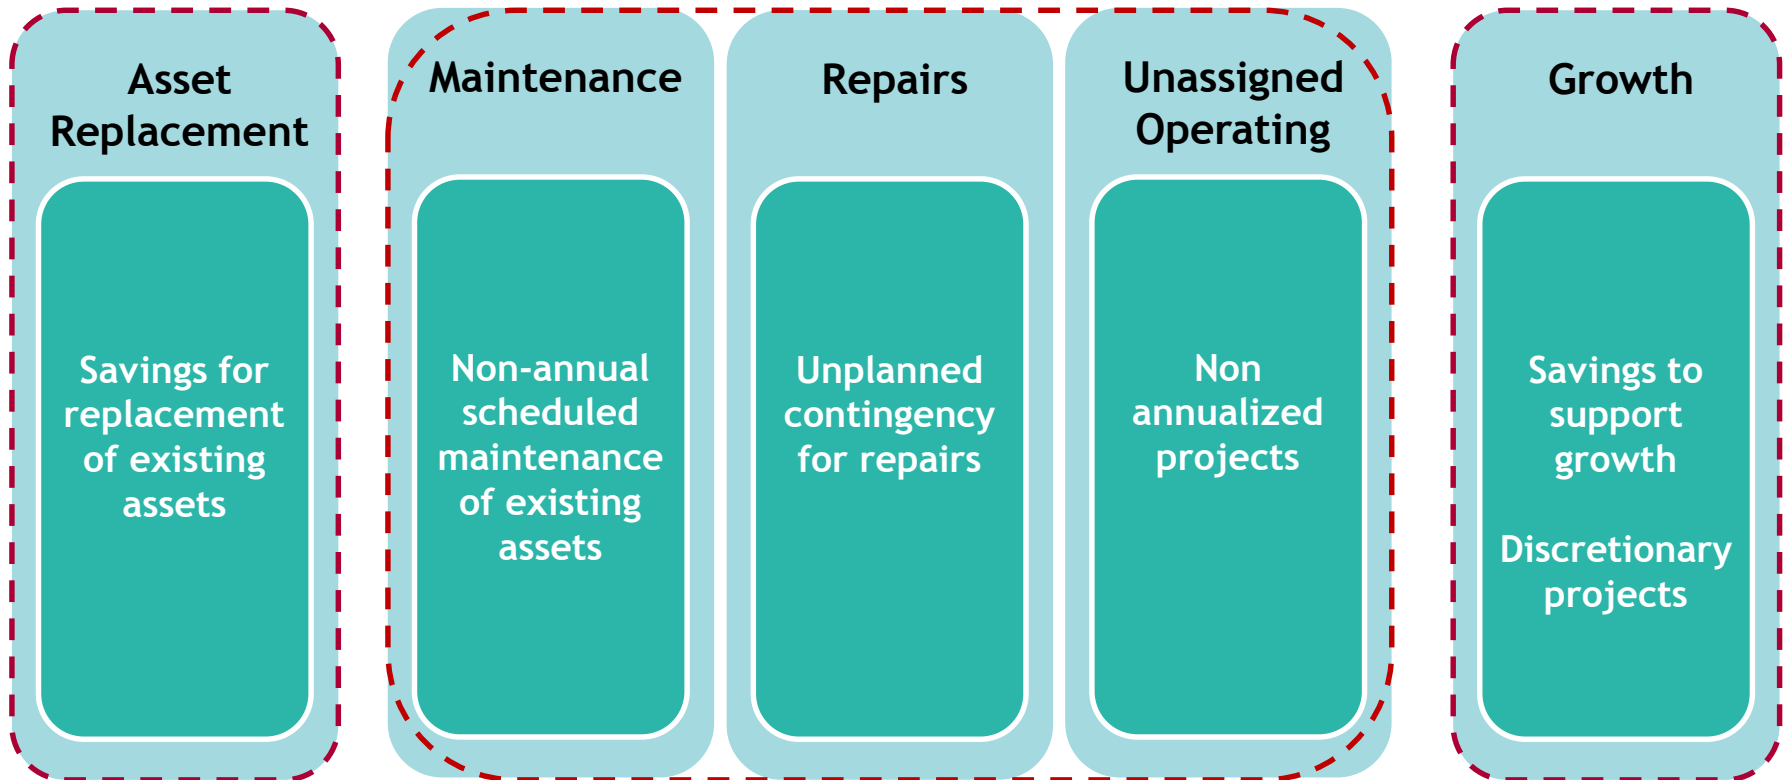 Asset
Replacement
Savings for
replacement
of existing
assets
Maintenance
Non-annual
scheduled
maintenance
of existing
assets
Repairs
Unplanned
contingency
for repairs
Unassigned
Operating
Non
annualized
projects
Growth
Savings to
support
growth
Discretionary
projects